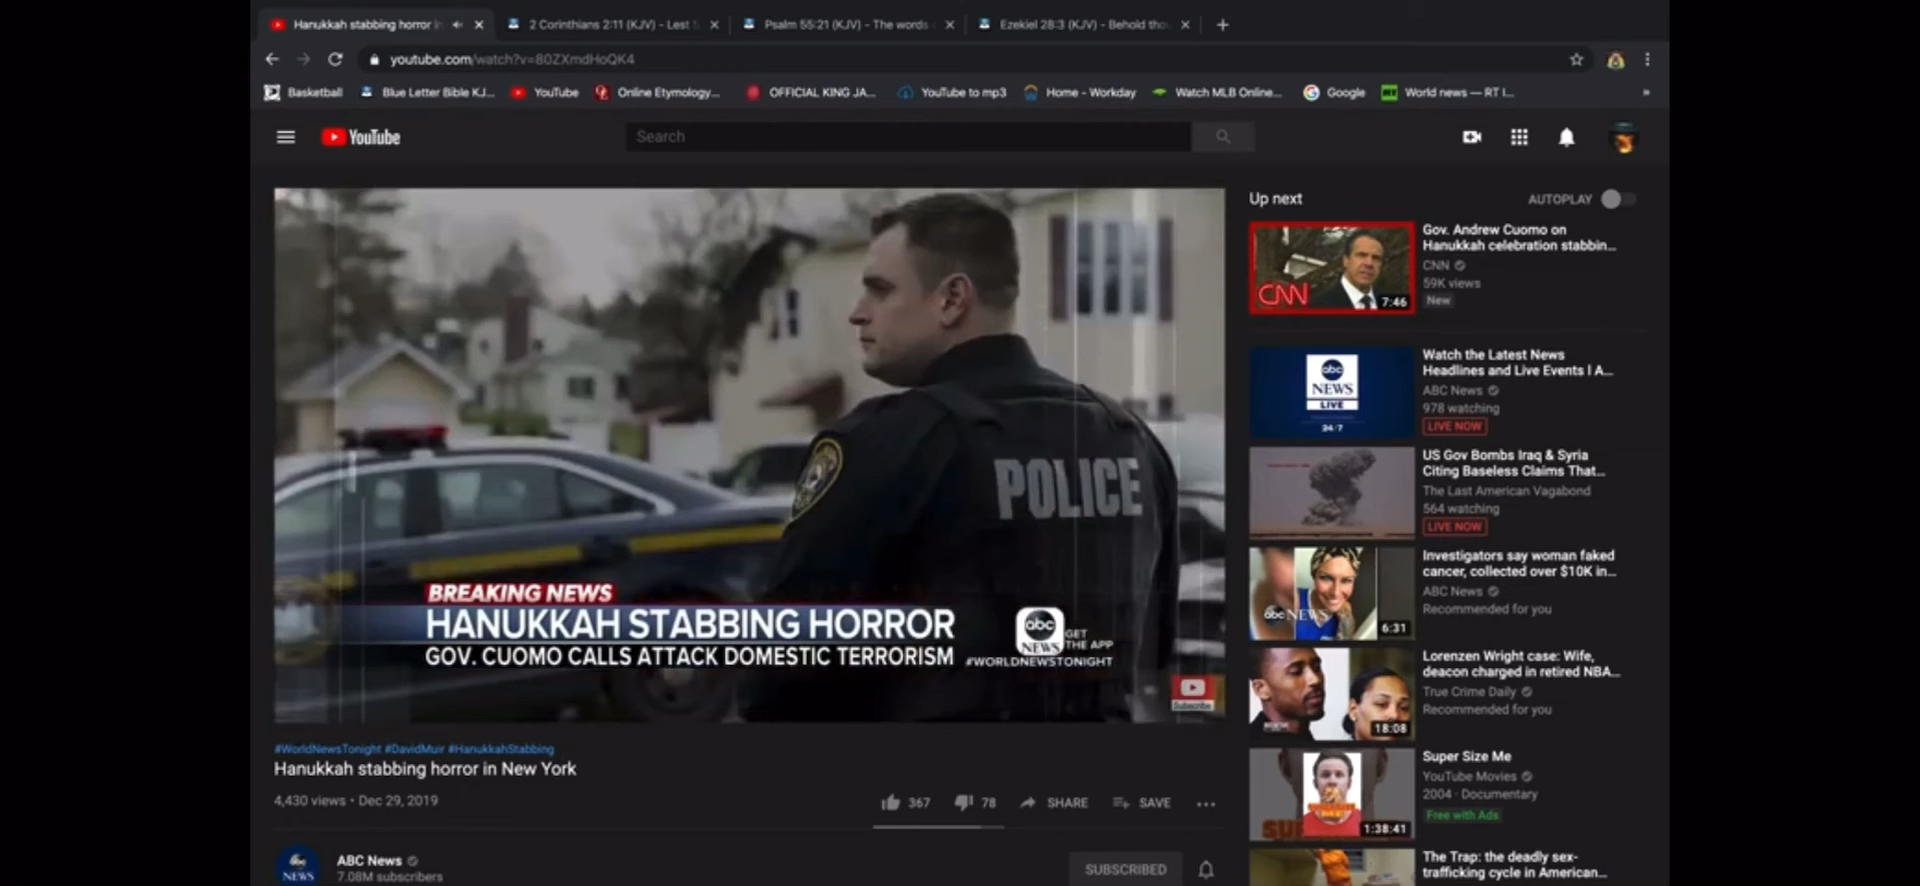 Hanukkah stabbing horror in
2 Corinthians 2:11 (KJV) - Lest S
Psalm 55:21 (KJV) - The words
Ezekiel 28:3 (KJV) - Behold thou
youtube.com/watch?v=80ZXmdHoQK4
Basketball
Blue Letter Bible KJ...
YouTube
Online Etymology...
OFFICIAL KING JA...
YouTube to mp3
Home - Workday
Watch MLB Online...
Google
World news — RT I...
YouTube
Search
POLICE
BREAKING NEWS
HANUKKAH STABBING HORROR
GOV. CUOMO CALLS ATTACK DOMESTIC TERRORISM
abc
NEWS
GET
THE APP
#WORLDNEWSTONIGHT
Subscribe
#WorldNewsTonight #DavidMuir #HanukkahStabbing
Hanukkah stabbing horror in New York
4,430 views • Dec 29, 2019
367
78
SHARE
SAVE
abc
NEWS
ABC News
7.08M subscribers
SUBSCRIBED
Up next
AUTOPLAY
CNN
7:46
Gov. Andrew Cuomo on
Hanukkah celebration stabbin...
CNN
59K views
New
abc
NEWS
LIVE
24/7
Watch the Latest News
Headlines and Live Events l A...
ABC News
978 watching
LIVE NOW
US Gov Bombs Iraq & Syria
Citing Baseless Claims That...
The Last American Vagabond
564 watching
LIVE NOW
abc NEWS
6:31
Investigators say woman faked
cancer, collected over $10K in...
ABC News
Recommended for you
18:08
Lorenzen Wright case: Wife,
deacon charged in retired NBA...
True Crime Daily
Recommended for you
1:38:41
Super Size Me
YouTube Movies
2004 · Documentary
Free with Ads
The Trap: the deadly sex-
trafficking cycle in American...